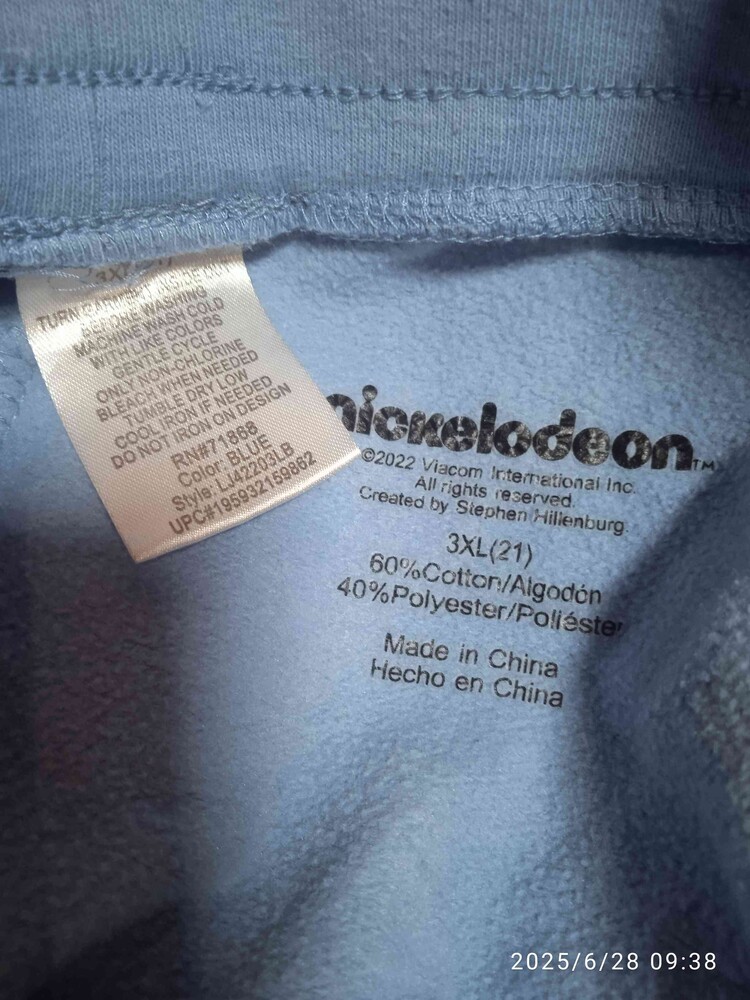 3XL(21)
TURN GARMENT INSIDE OUT
BEFORE WASHING
MACHINE WASH COLD
WITH LIKE COLORS
GENTLE CYCLE
ONLY NON-CHLORINE
BLEACH WHEN NEEDED
TUMBLE DRY LOW
COOL IRON IF NEEDED
DO NOT IRON ON DESIGN
RN#71868
Color: BLUE
Style: LJ42203LB
UPC#195932159862
nickelodeon™
©2022 Viacom International Inc.
All rights reserved.
Created by Stephen Hillenburg.
3XL(21)
60%Cotton/Algodón
40%Polyester/Poliéster
Made in China
Hecho en China
2025/6/28 09:38